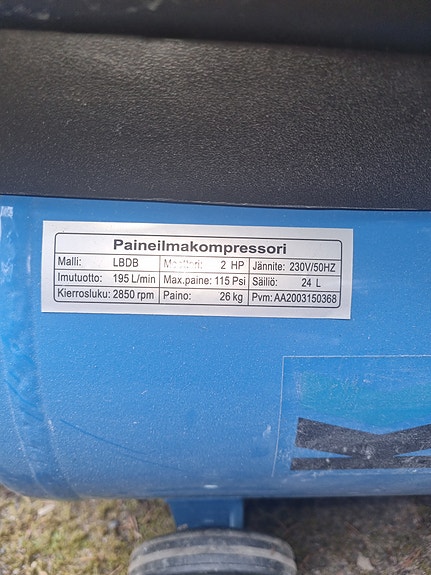 Paineilmakompressori
Malli: LBDB Moottori: 2 HP Jännite: 230V/50HZ
Imutuotto: 195 L/min Max.paine: 115 Psi Säiliö: 24 L
Kierrosluku: 2850 rpm Paino: 26 kg Pvm: AA2003150368